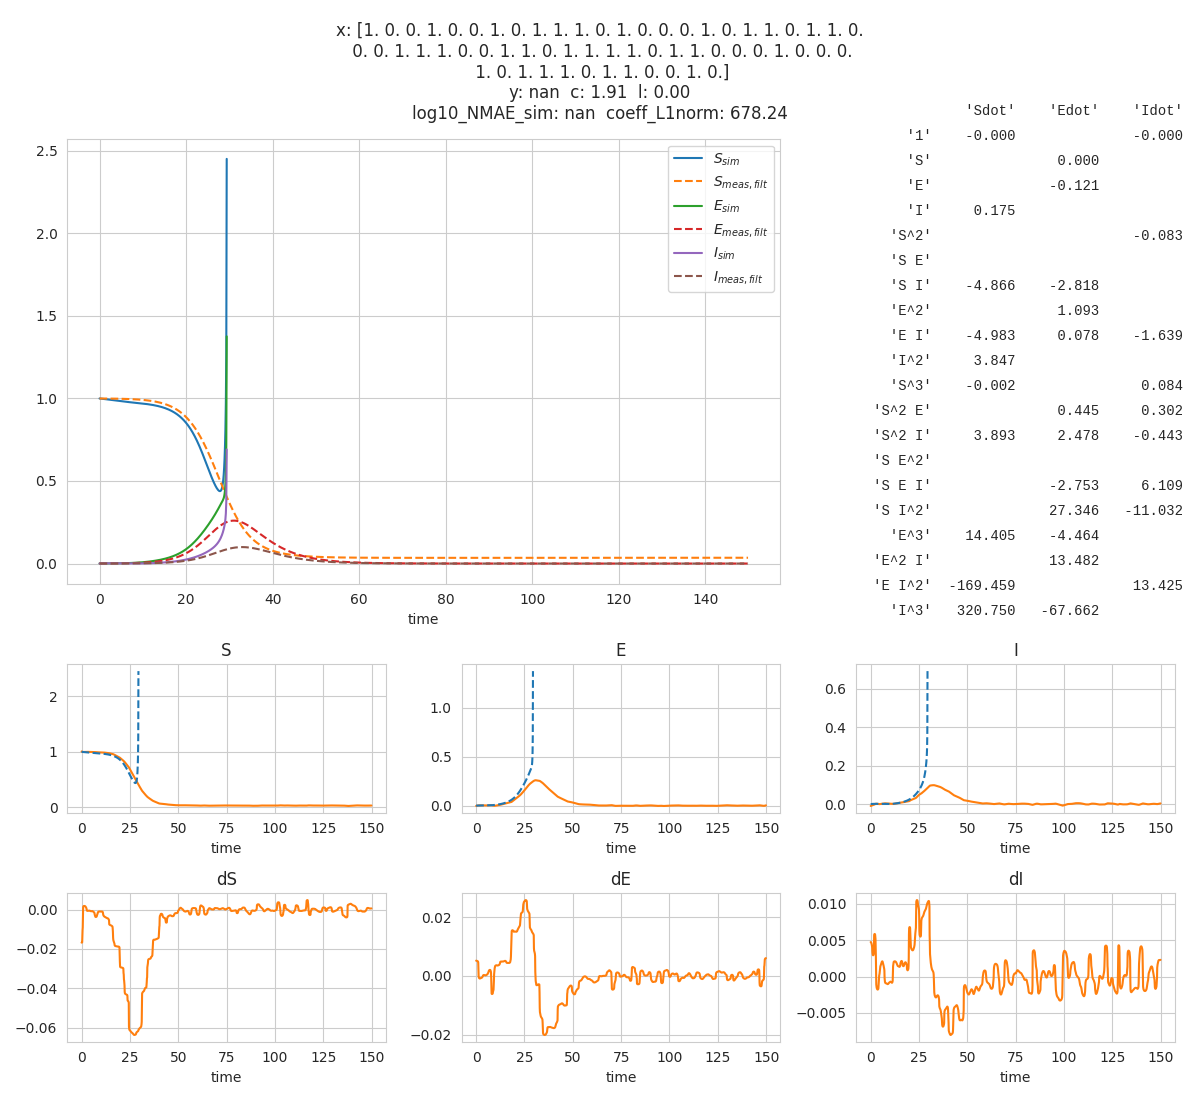 x: [1. 0. 0. 1. 0. 0. 1. 0. 1. 1. 1. 0. 1. 0. 0. 0. 1. 0. 1. 1. 0. 1. 1. 0.
0. 0. 1. 1. 1. 0. 0. 1. 1. 0. 1. 1. 1. 1. 0. 1. 1. 0. 0. 0. 1. 0. 0. 0.
1. 0. 1. 1. 1. 0. 1. 1. 0. 0. 1. 0.]
y: nan c: 1.91 l: 0.00
log10_NMAE_sim: nan coeff_L1norm: 678.24
'Sdot' 'Edot' 'Idot'
'1' -0.000 -0.000
'S' 0.000
'E' -0.121
'I' 0.175
'S^2' -0.083
'S E'
'S I' -4.866 -2.818
'E^2' 1.093
'E I' -4.983 0.078 -1.639
'I^2' 3.847
'S^3' -0.002 0.084
'S^2 E' 0.445 0.302
'S^2 I' 3.893 2.478 -0.443
'S E^2'
'S E I' -2.753 6.109
'S I^2' 27.346 -11.032
'E^3' 14.405 -4.464
'E^2 I' 13.482
'E I^2' -169.459 13.425
'I^3' 320.750 -67.662
2.5
2.0
1.5
1.0
0.5
0.0
S_sim
S_meas,filt
E_sim
E_meas,filt
I_sim
I_meas,filt
0 20 40 60 80 100 120 140
time
S
2
1
0
0 25 50 75 100 125 150
time
E
1.0
0.5
0.0
0 25 50 75 100 125 150
time
I
0.6
0.4
0.2
0.0
0 25 50 75 100 125 150
time
dS
0.00
−0.02
−0.04
−0.06
0 25 50 75 100 125 150
time
dE
0.02
0.00
−0.02
0 25 50 75 100 125 150
time
dI
0.010
0.005
0.000
−0.005
0 25 50 75 100 125 150
time